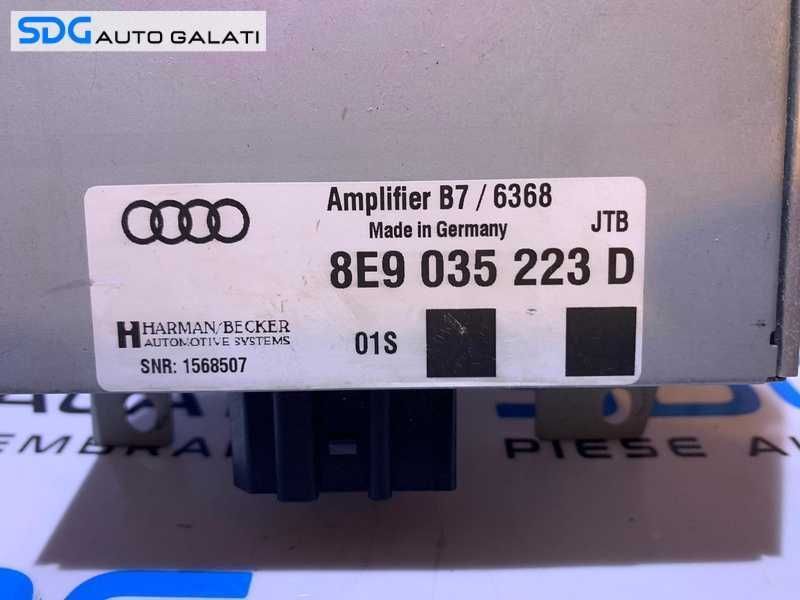 SDG AUTO GALATI
Amplifier B7 / 6368
Made in Germany
JTB
8E9 035 223 D
HARMAN/BECKER
AUTOMOTIVE SYSTEMS
01S
SNR: 1568507
PIESE